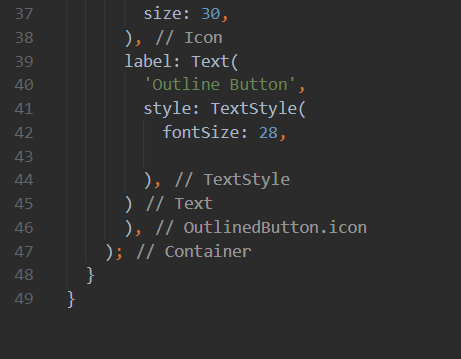 37 size: 30,
38 ), // Icon
39 label: Text(
40 'Outline Button',
41 style: TextStyle(
42 fontSize: 28,
43
44 ), // TextStyle
45 ) // Text
46 ), // OutlinedButton.icon
47 ); // Container
48 }
49 }